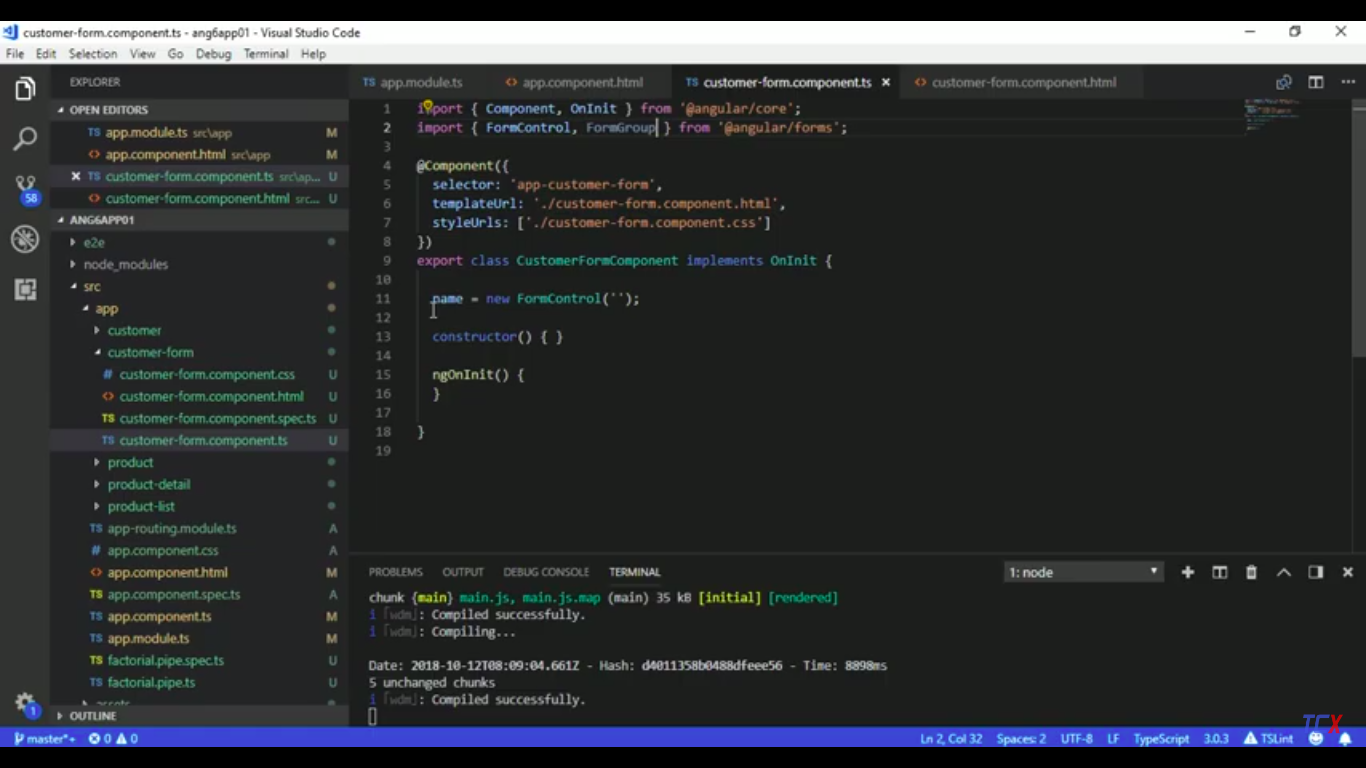 customer-form.component.ts - ang6app01 - Visual Studio Code
File Edit Selection View Go Debug Terminal Help
EXPLORER
OPEN EDITORS
TS app.module.ts src\app M
<> app.component.html src\app M
TS customer-form.component.ts src\ap... U
<> customer-form.component.html src... U
58
ANG6APP01
e2e
node_modules
src
app
customer
customer-form
# customer-form.component.css U
<> customer-form.component.html U
TS customer-form.component.spec.ts U
TS customer-form.component.ts U
product
product-detail
product-list
TS app-routing.module.ts A
# app.component.css A
<> app.component.html M
TS app.component.spec.ts A
TS app.component.ts M
TS app.module.ts M
TS factorial.pipe.spec.ts U
TS factorial.pipe.ts U
assets
OUTLINE
1
TS app.module.ts <> app.component.html TS customer-form.component.ts <> customer-form.component.html
1 import { Component, OnInit } from '@angular/core';
2 import { FormControl, FormGroup } from '@angular/forms';
3
4 @Component({
5 selector: 'app-customer-form',
6 templateUrl: './customer-form.component.html',
7 styleUrls: ['./customer-form.component.css']
8 })
9 export class CustomerFormComponent implements OnInit {
10
11 name = new FormControl('');
12
13 constructor() { }
14
15 ngOnInit() {
16 }
17
18 }
19
PROBLEMS OUTPUT DEBUG CONSOLE TERMINAL 1: node
chunk {main} main.js, main.js.map (main) 35 kB [initial] [rendered]
i ｢wdm｣: Compiled successfully.
i ｢wdm｣: Compiling...
Date: 2018-10-12T08:09:04.661Z - Hash: d4011358b0488dfeee56 - Time: 8898ms
5 unchanged chunks
i ｢wdm｣: Compiled successfully.
TCX
master*+ 0 0 Ln 2, Col 32 Spaces: 2 UTF-8 LF TypeScript 3.0.3 TSLint